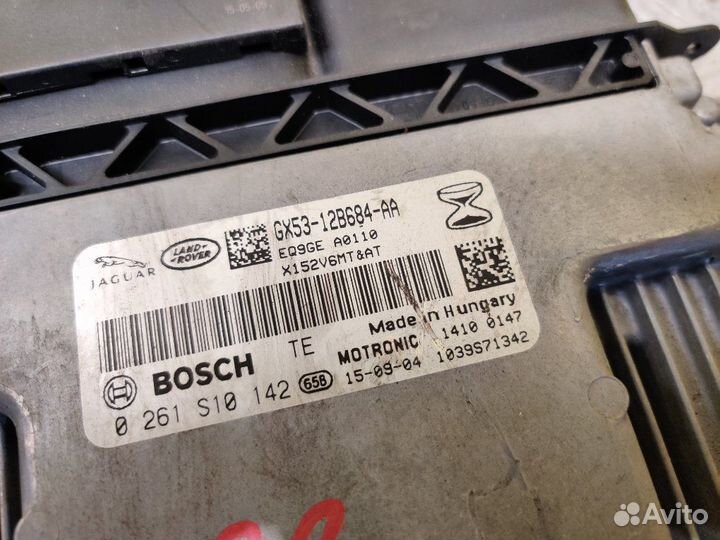 GX53-12B684-AA
EQ9GE A0110
X152V6MT&AT
JAGUAR
LAND-
ROVER
Made in Hungary
TE
MOTRONIC 1410 0147
BOSCH
15-09-04 1039S71342
0 261 S10 142 65B
Avito